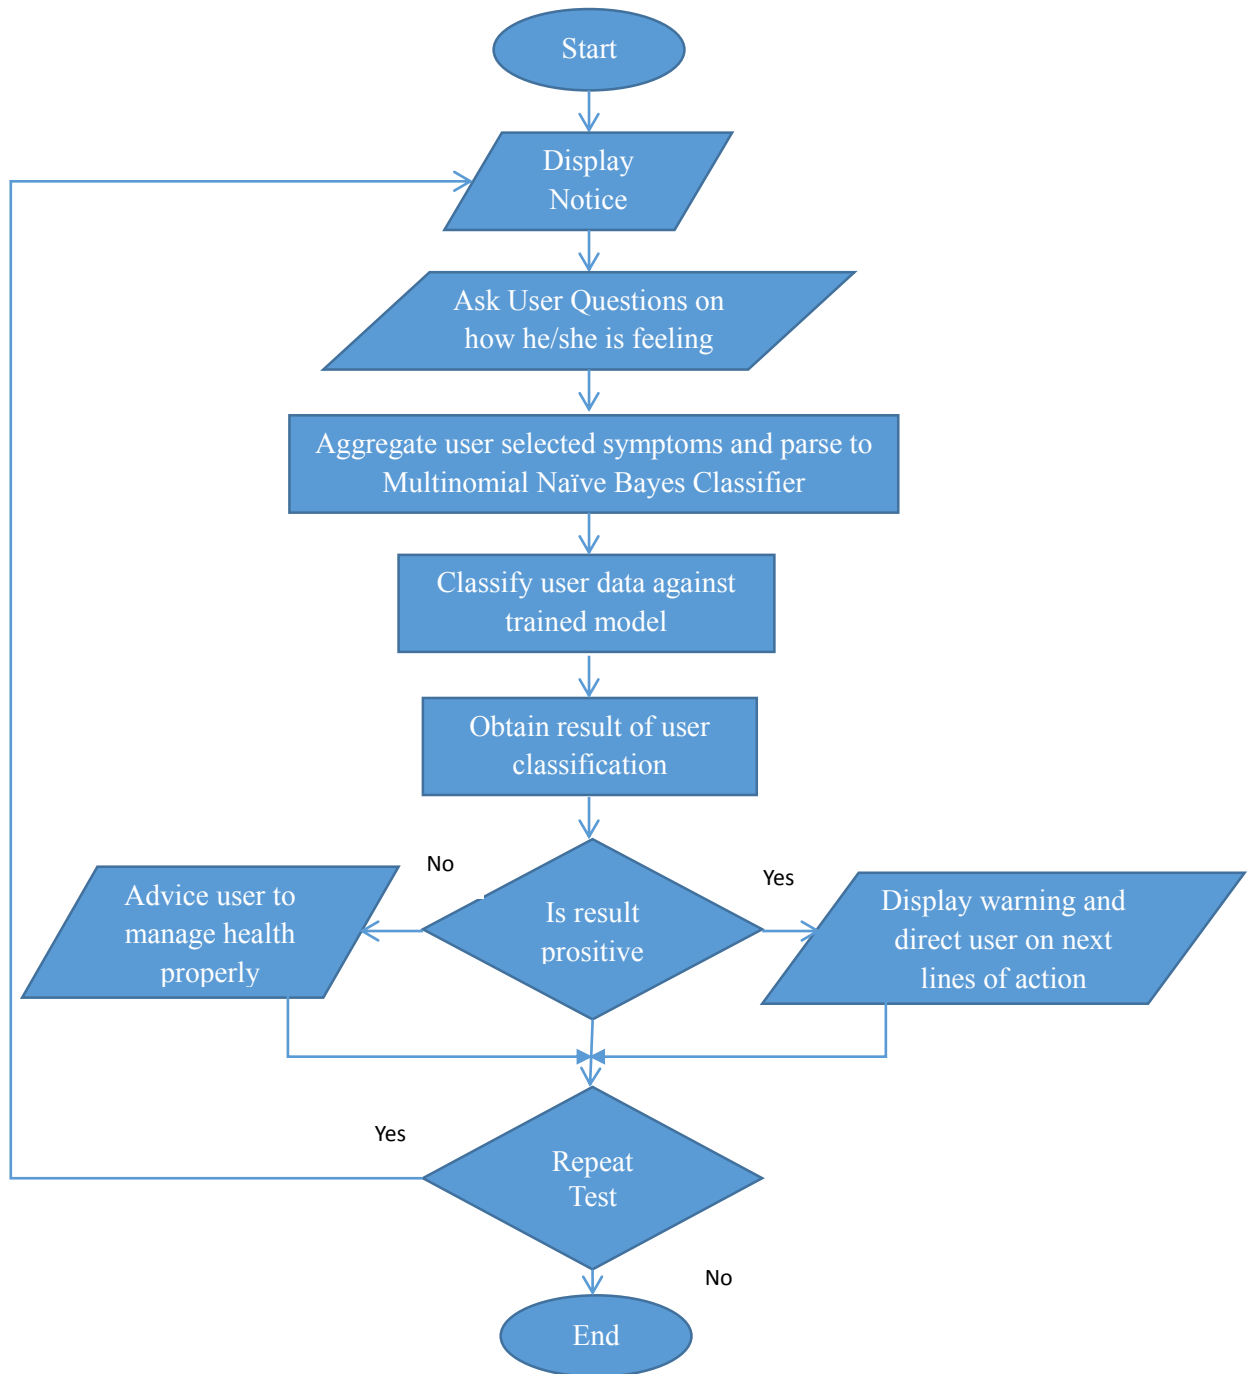 Start
Display
Notice
Ask User Questions on
how he/she is feeling
Aggregate user selected symptoms and parse to
Multinomial Naïve Bayes Classifier
Classify user data against
trained model
Obtain result of user
classification
No
Yes
Advice user to
manage health
properly
Is result
prositive
Display warning and
direct user on next
lines of action
Yes
Repeat
Test
No
End